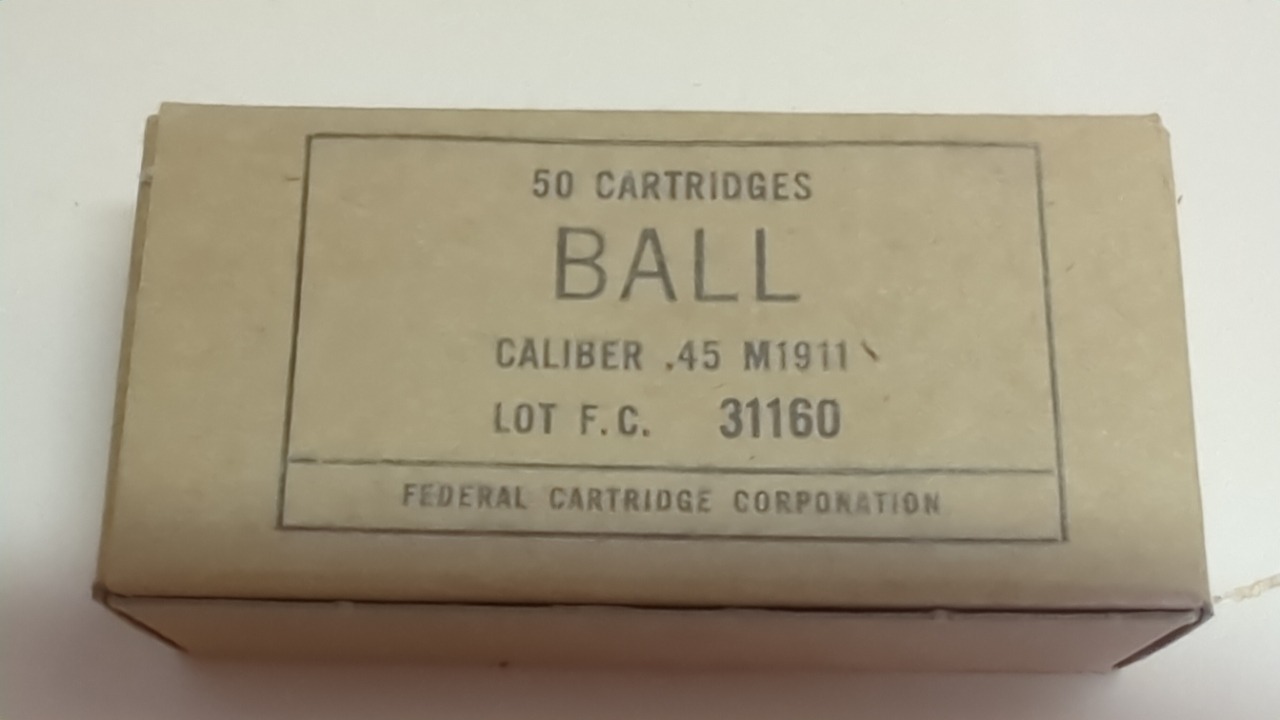 50 CARTRIDGES
BALL
CALIBER .45 M1911
LOT F.C. 31160
FEDERAL CARTRIDGE CORPORATION